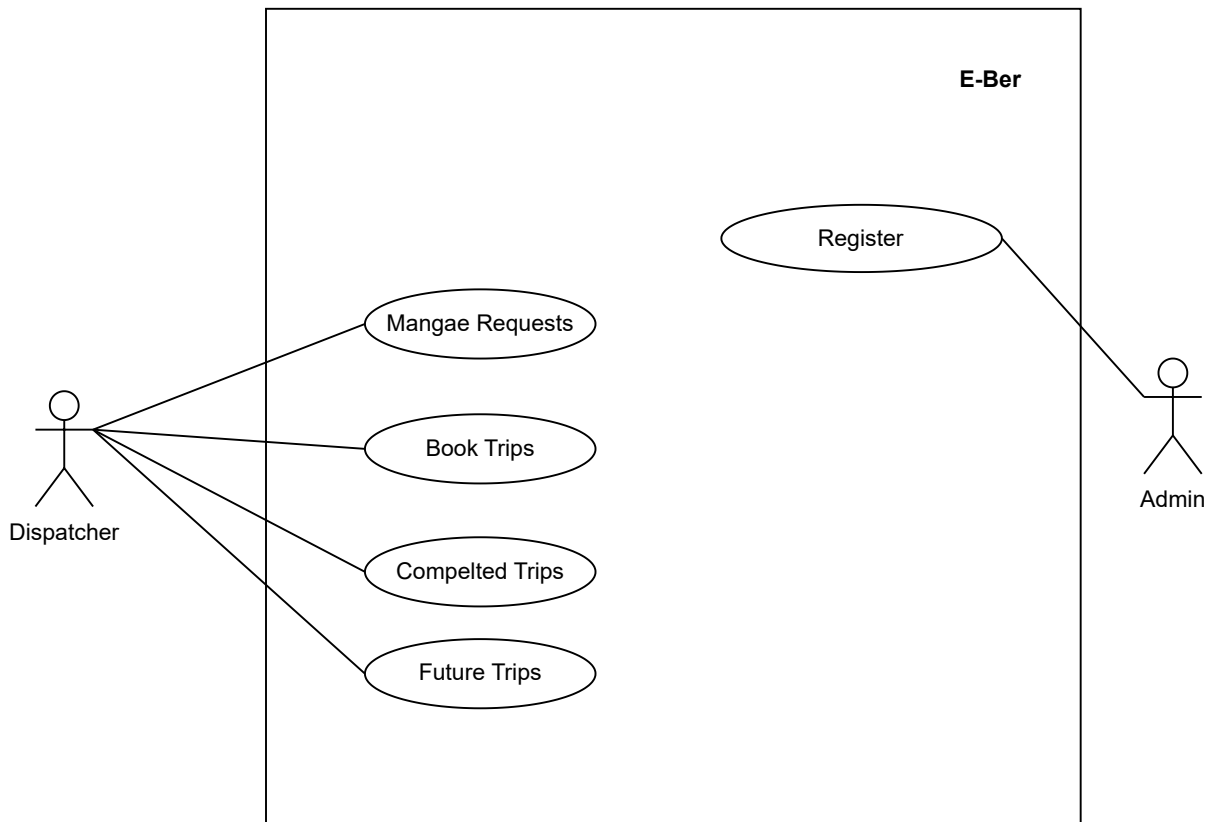 E-Ber
Register
Mangae Requests
Book Trips
Dispatcher
Admin
Compelted Trips
Future Trips